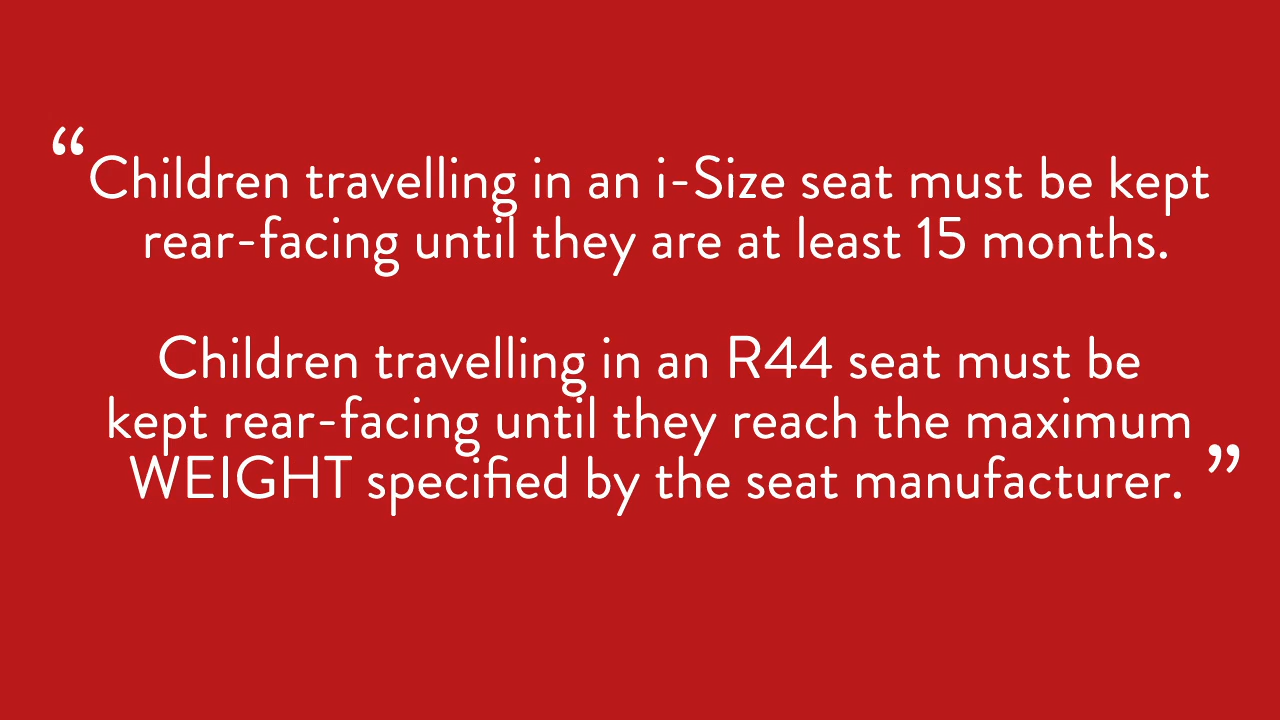 “Children travelling in an i-Size seat must be kept
rear-facing until they are at least 15 months.
Children travelling in an R44 seat must be
kept rear-facing until they reach the maximum
WEIGHT specified by the seat manufacturer.”